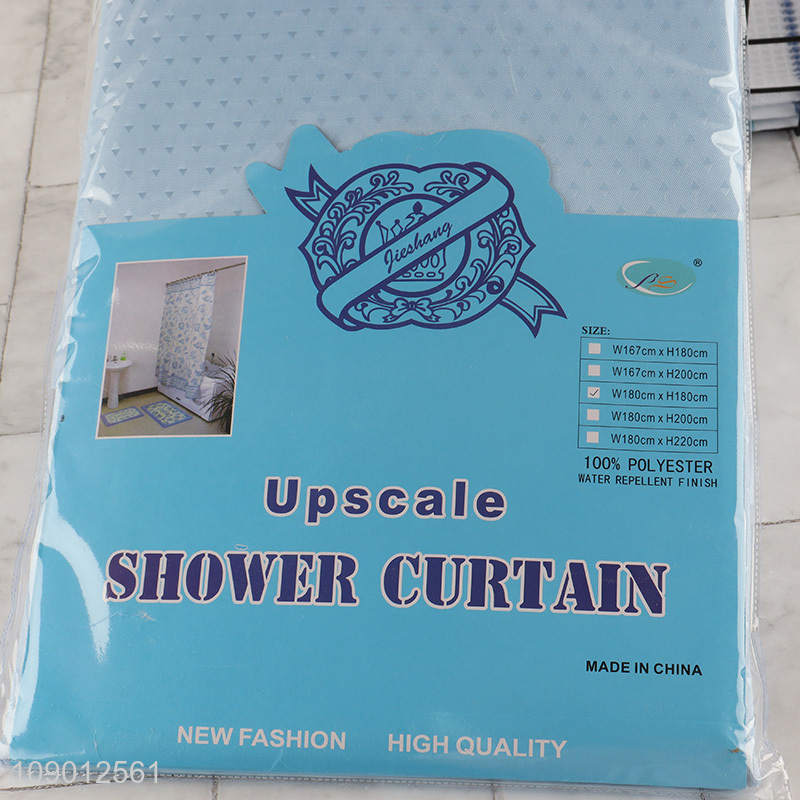 Jieshang
®
SIZE:
W167cm x H180cm
W167cm x H200cm
W180cm x H180cm
W180cm x H200cm
W180cm x H220cm
100% POLYESTER
WATER REPELLENT FINISH
Upscale
SHOWER CURTAIN
MADE IN CHINA
NEW FASHION HIGH QUALITY
109012561